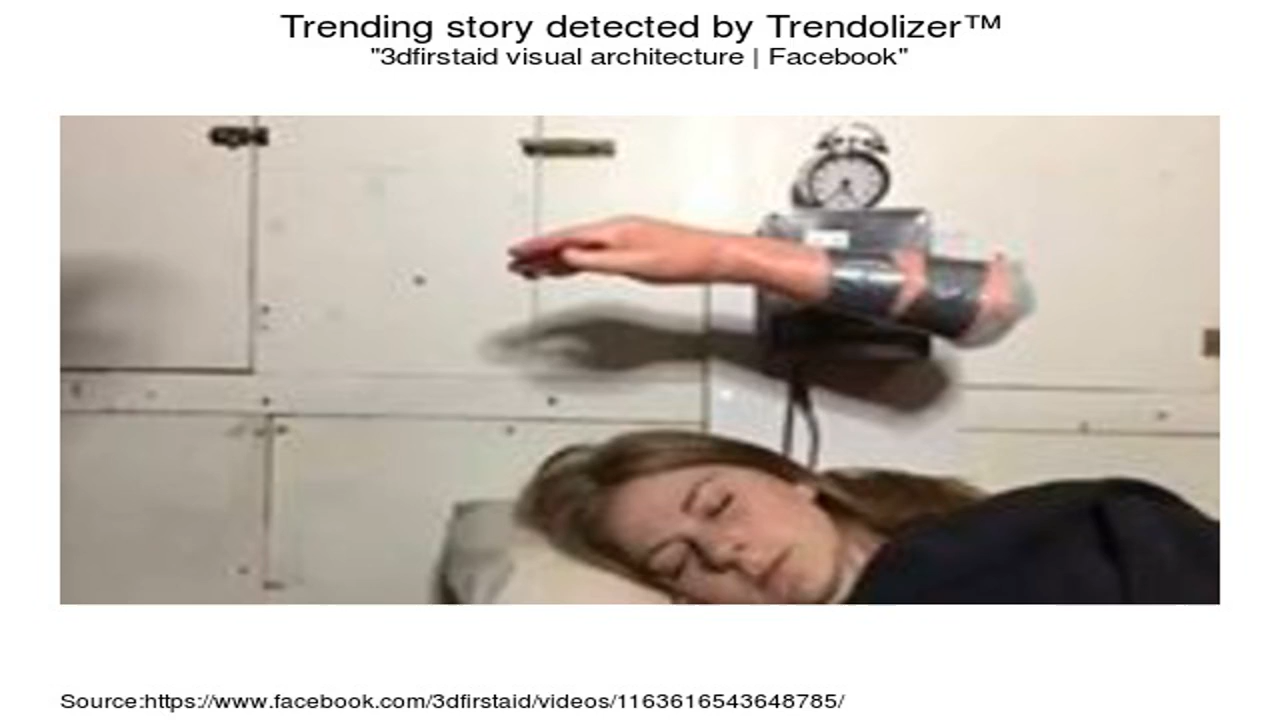 Trending story detected by Trendolizer™
"3dfirstaid visual architecture | Facebook"
Source:https://www.facebook.com/3dfirstaid/videos/1163616543648785/